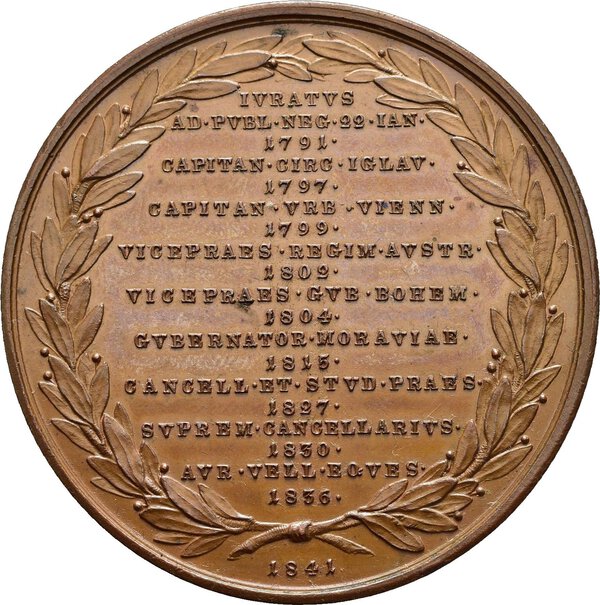 IVRATVS
AD·PVBL·NEG·22·IAN·
1791·
CAPITAN·CIRC·IGLAV·
1797·
CAPITAN·VRB·VIENN·
1799·
VICEPRAES·REGIM·AVSTR·
1802·
VICEPRAES·GVB·BOHEM·
1804·
GVBERNATOR·MORAVIAE·
1815·
CANCELL·ET·STVD·PRAES·
1827·
SVPREM·CANCELLARIVS·
1830·
AVR·VELL·EQVES·
1836·
1841